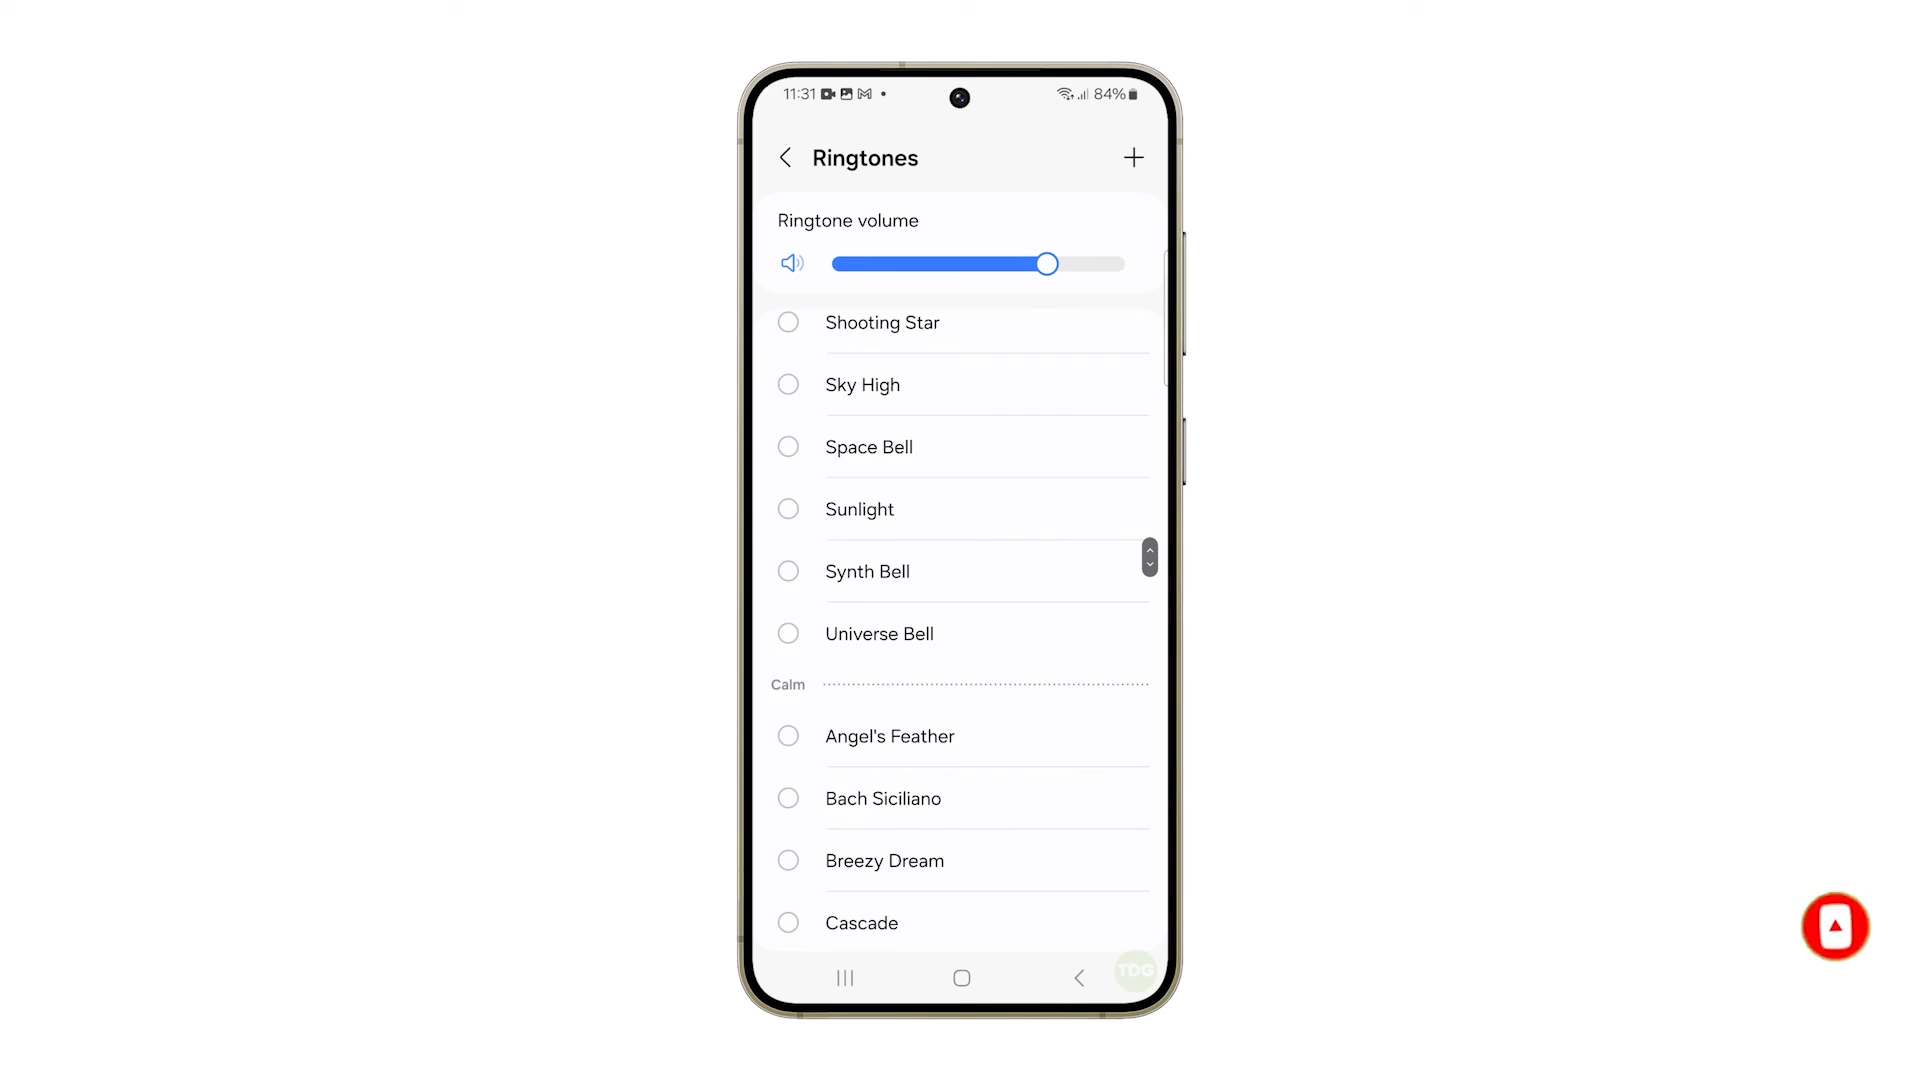 11:31
84%
Ringtones
Ringtone volume
Shooting Star
Sky High
Space Bell
Sunlight
Synth Bell
Universe Bell
Calm
Angel's Feather
Bach Siciliano
Breezy Dream
Cascade
TDG